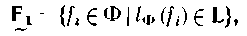 F₁ - {fᵢ ∈ Φ | l_Φ (fᵢ) ∈ L},